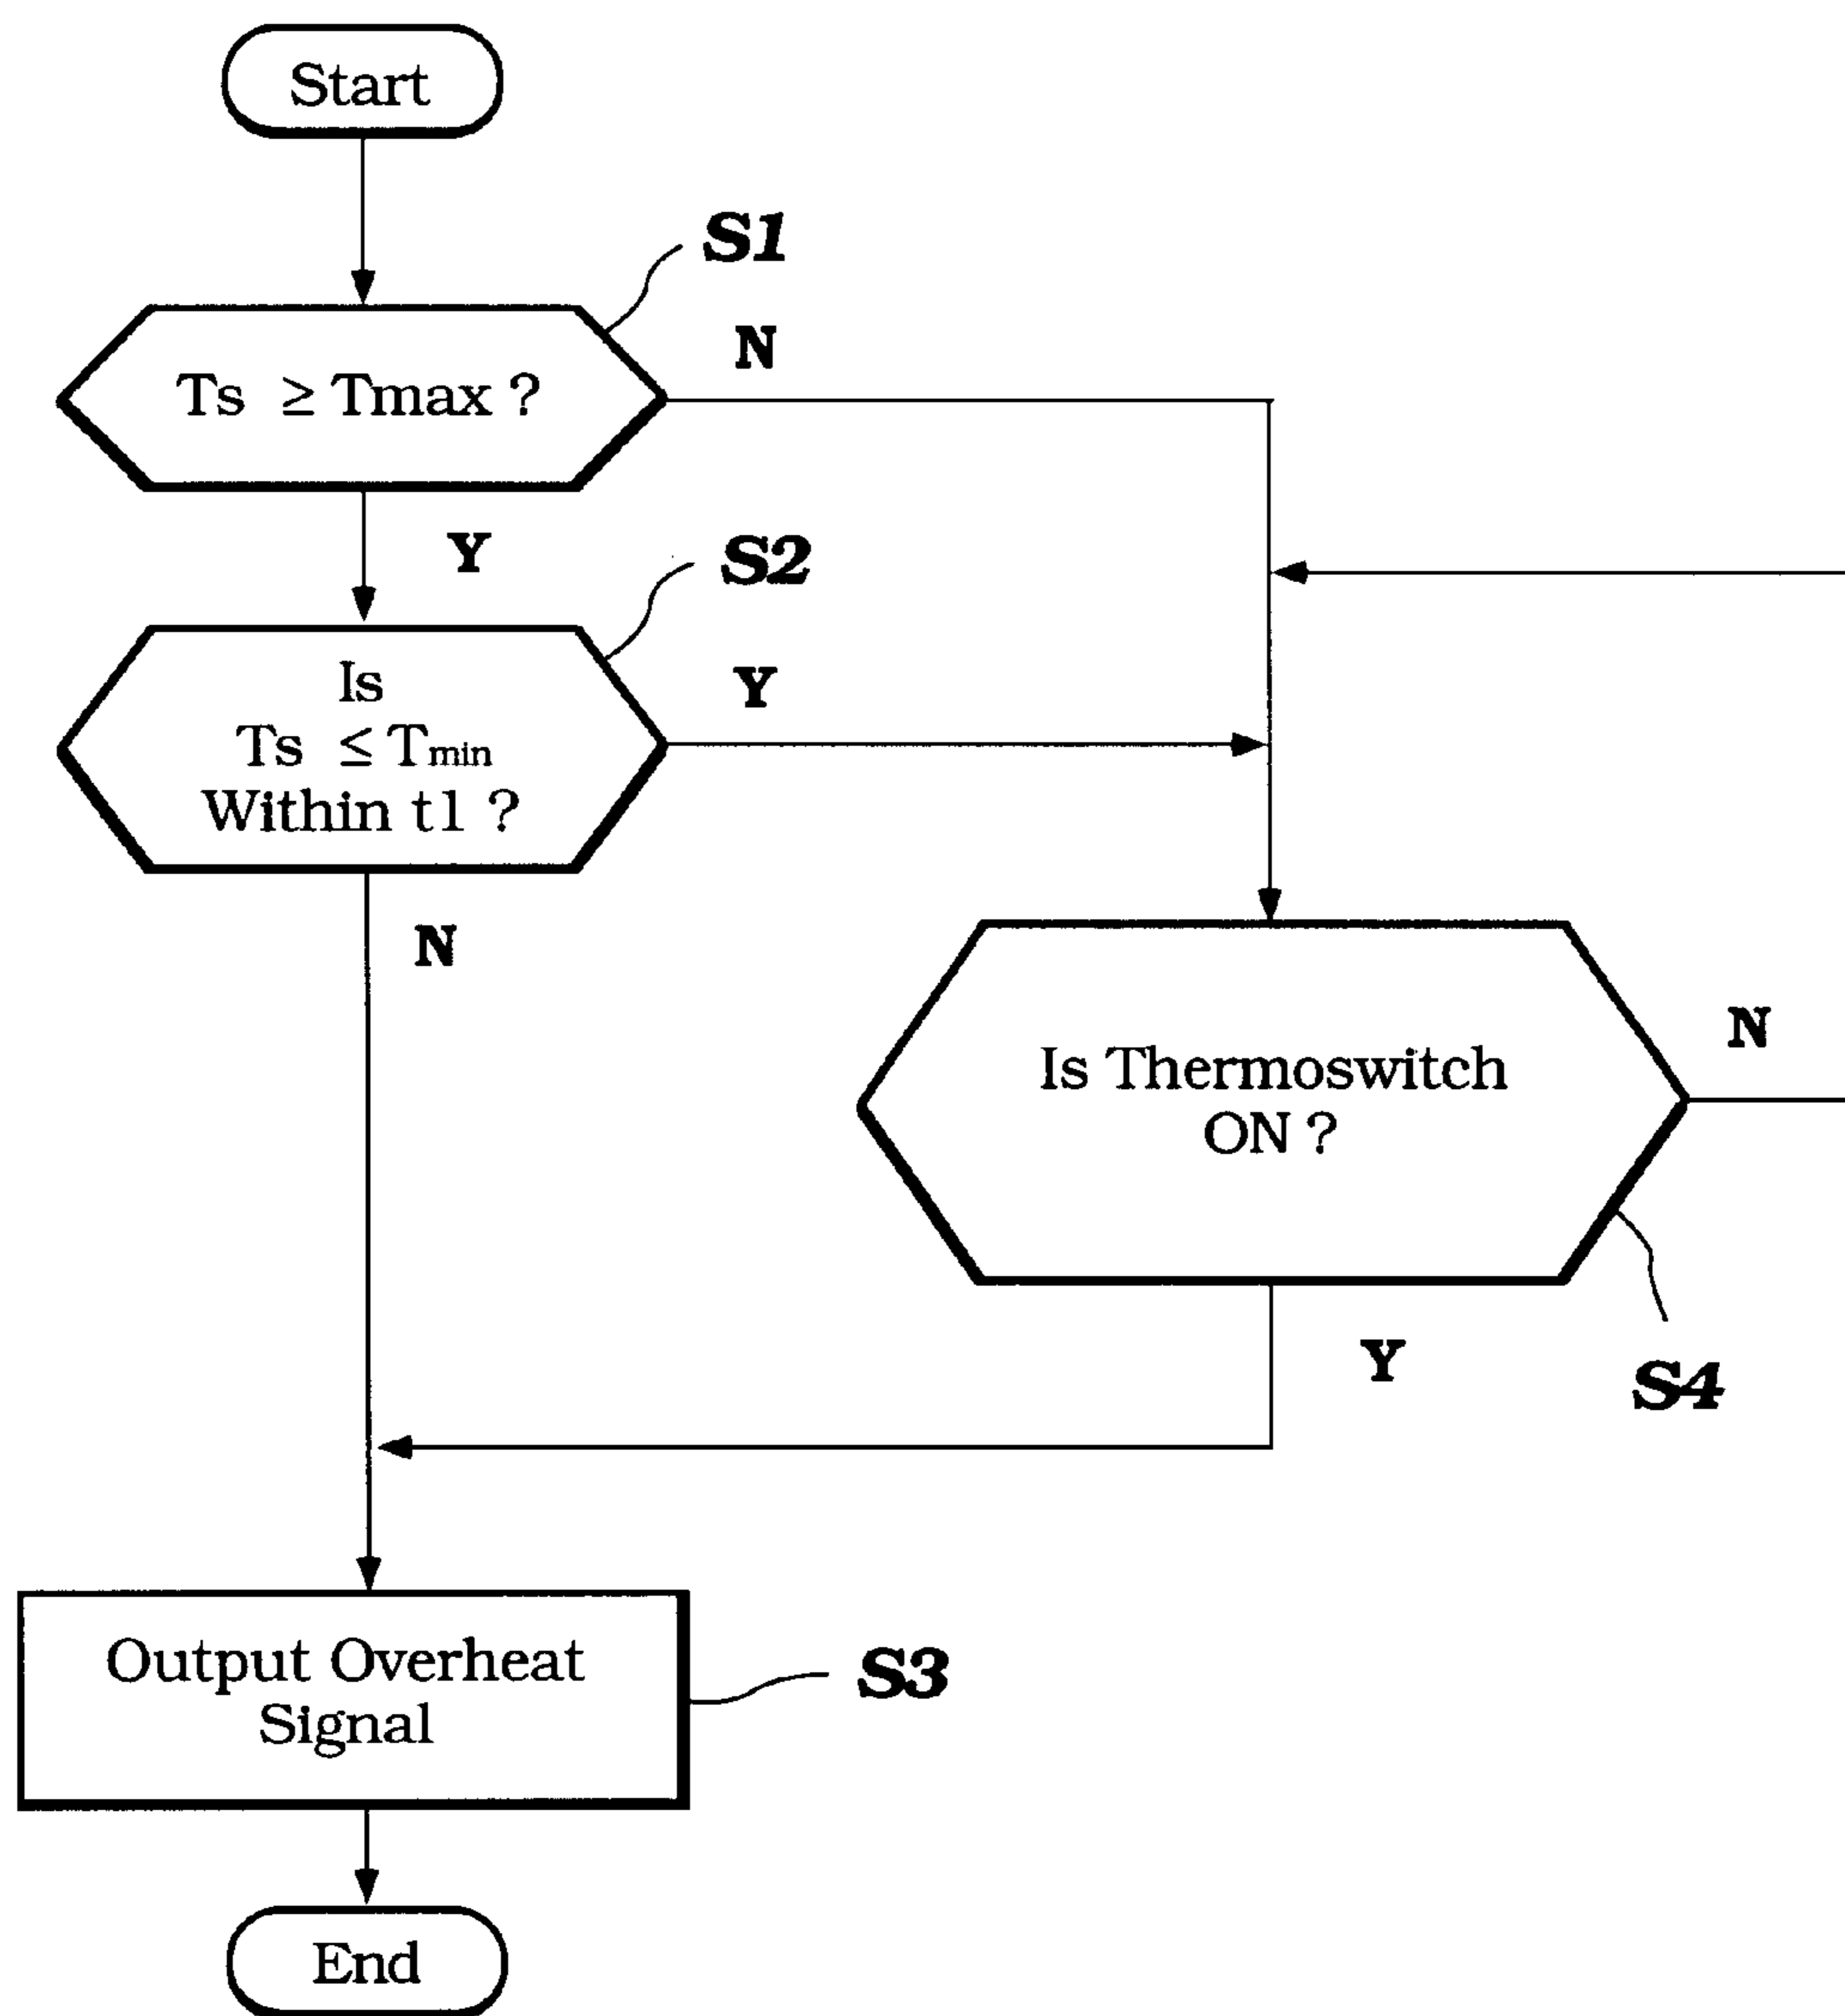 Start
S1
N
Ts ≥ Tmax ?
Y
S2
Is
Ts ≤ Tmin
Within t1 ?
Y
N
Is Thermoswitch
ON ?
N
Y
S4
Output Overheat
Signal
S3
End